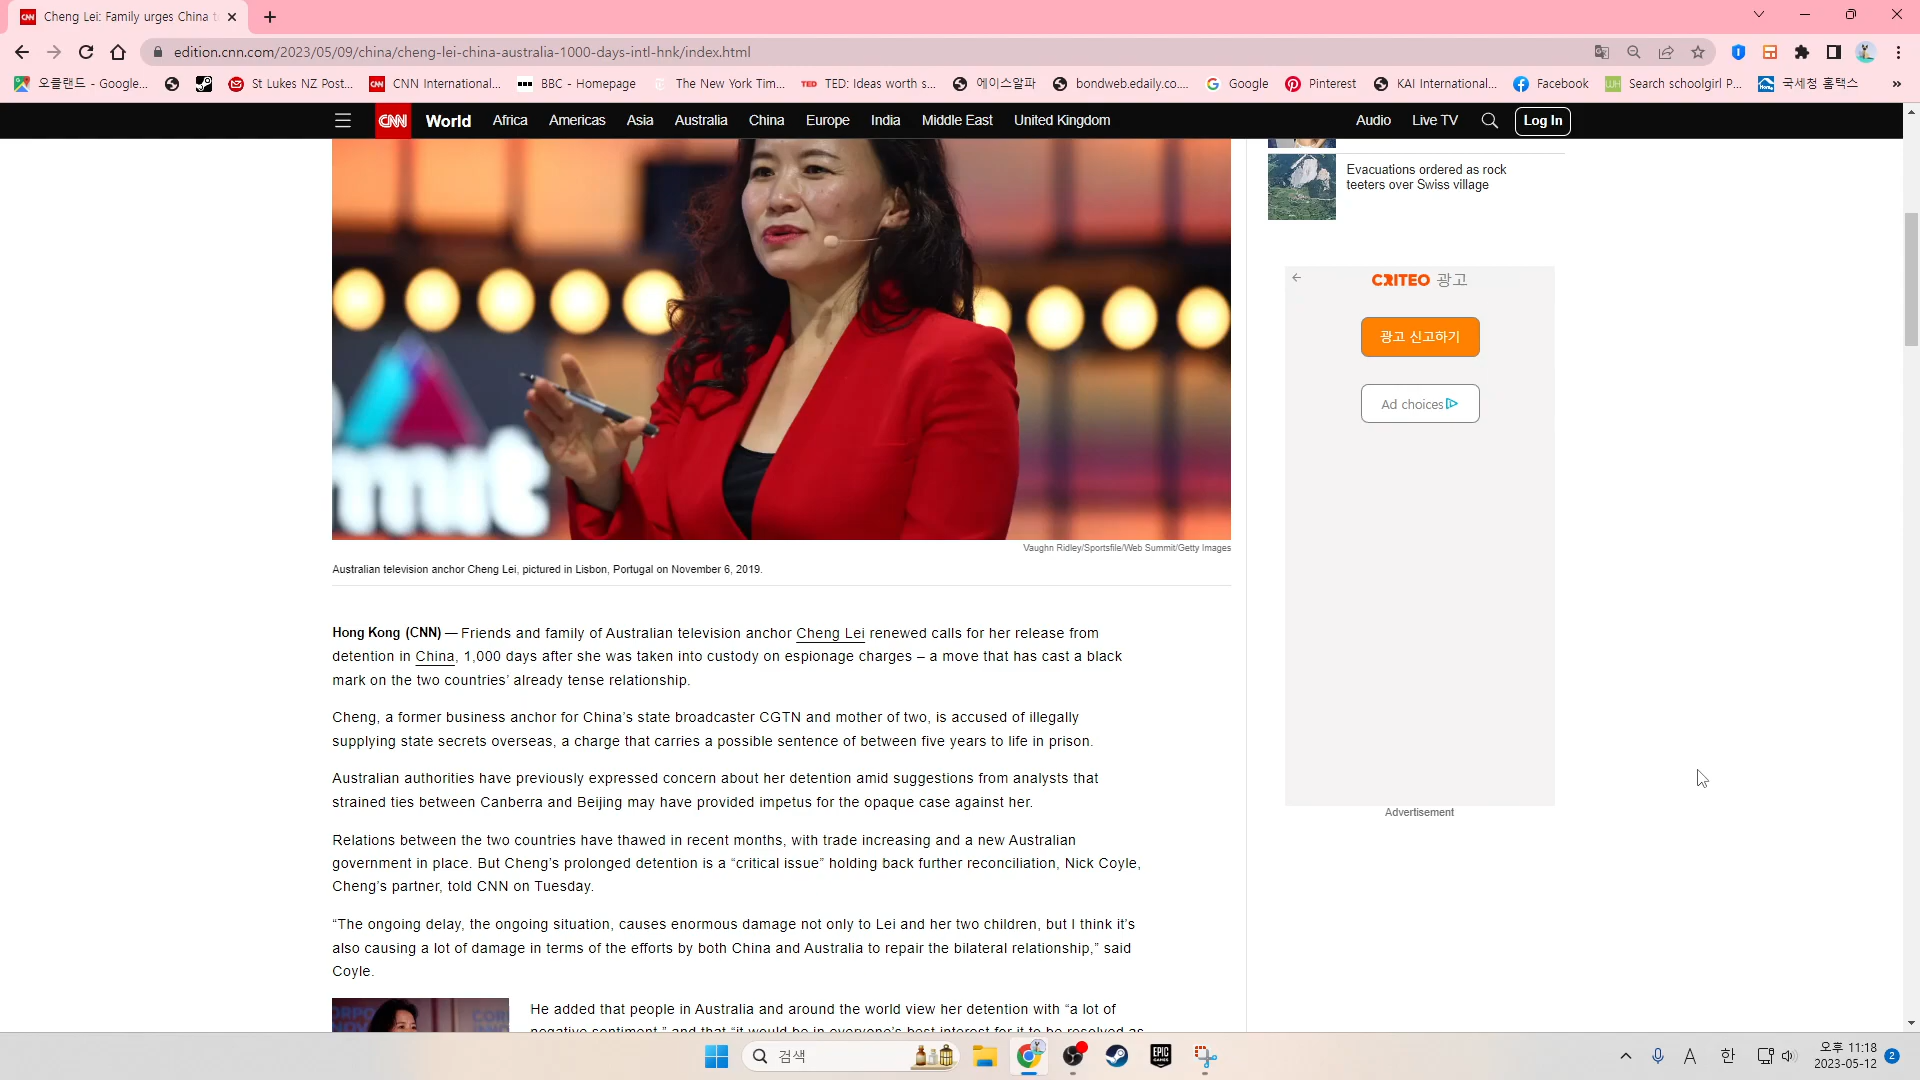 Cheng Lei: Family urges China t
edition.cnn.com/2023/05/09/china/cheng-lei-china-australia-1000-days-intl-hnk/index.html
오클랜드 - Google...
St Lukes NZ Post...
CNN International...
BBC - Homepage
The New York Tim...
TED: Ideas worth s...
에이스알파
bondweb.edaily.co....
Google
Pinterest
KAI International...
Facebook
Search schoolgirl P...
국세청 홈택스
CNN World Africa Americas Asia Australia China Europe India Middle East United Kingdom Audio Live TV Log In
Evacuations ordered as rock
teeters over Swiss village
CRITEO 광고
광고 신고하기
Ad choices
Advertisement
mit
Vaughn Ridley/Sportsfile/Web Summit/Getty Images
Australian television anchor Cheng Lei, pictured in Lisbon, Portugal on November 6, 2019.
Hong Kong (CNN) — Friends and family of Australian television anchor Cheng Lei renewed calls for her release from
detention in China, 1,000 days after she was taken into custody on espionage charges – a move that has cast a black
mark on the two countries’ already tense relationship.
Cheng, a former business anchor for China’s state broadcaster CGTN and mother of two, is accused of illegally
supplying state secrets overseas, a charge that carries a possible sentence of between five years to life in prison.
Australian authorities have previously expressed concern about her detention amid suggestions from analysts that
strained ties between Canberra and Beijing may have provided impetus for the opaque case against her.
Relations between the two countries have thawed in recent months, with trade increasing and a new Australian
government in place. But Cheng’s prolonged detention is a “critical issue” holding back further reconciliation, Nick Coyle,
Cheng’s partner, told CNN on Tuesday.
“The ongoing delay, the ongoing situation, causes enormous damage not only to Lei and her two children, but I think it’s
also causing a lot of damage in terms of the efforts by both China and Australia to repair the bilateral relationship,” said
Coyle.
He added that people in Australia and around the world view her detention with “a lot of
negative sentiment,” and that “it would be in everyone’s best interest for it to be resolved as
검색
EPIC GAMES
A 한
오후 11:18
2023-05-12
2